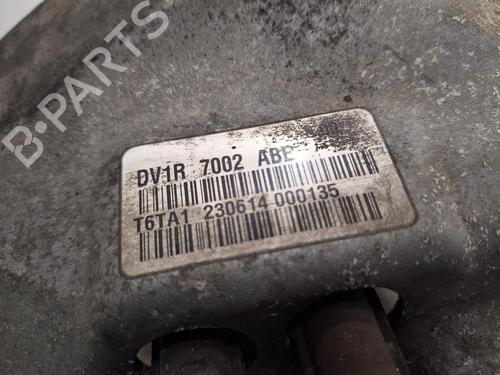 B-PARTS
DV1R 7002 ABE
T6TA1 230614 000135